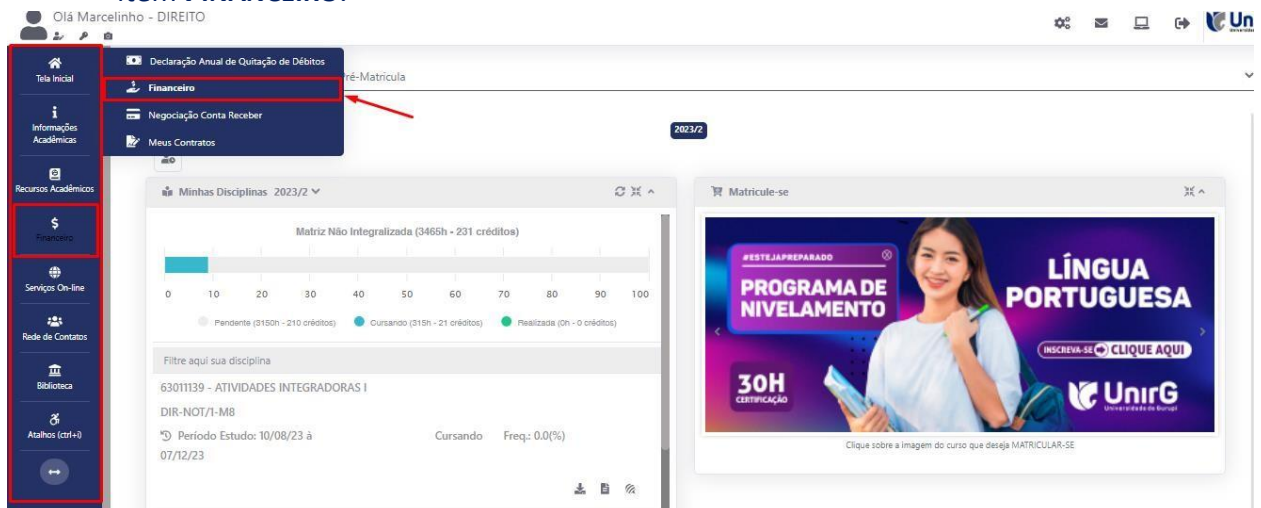 Olá Marcelinho - DIREITO
Un
Tela Inicial
Informações
Acadêmicas
Recursos Acadêmicos
Financeiro
Serviços On-line
Rede de Contatos
Biblioteca
Atalhos (ctrl+i)
Declaração Anual de Quitação de Débitos
Financeiro
Negociação Conta Receber
Meus Contratos
ré-Matrícula
2023/2
Minhas Disciplinas 2023/2
Matriz Não Integralizada (3465h - 231 créditos)
0 10 20 30 40 50 60 70 80 90 100
Pendente (3150h - 210 créditos) Cursando (315h - 21 créditos) Realizada (0h - 0 créditos)
Filtre aqui sua disciplina
63011139 - ATIVIDADES INTEGRADORAS I
DIR-NOT/1-M8
Período Estudo: 10/08/23 à Cursando Freq.: 0.0(%)
07/12/23
Matricule-se
#ESTEJAPREPARADO
PROGRAMA DE
NIVELAMENTO
30H
CERTIFICAÇÃO
LÍNGUA
PORTUGUESA
INSCREVA-SE CLIQUE AQUI
UnirG
Universidade de Gurupi
Clique sobre a imagem do curso que deseja MATRICULAR-SE